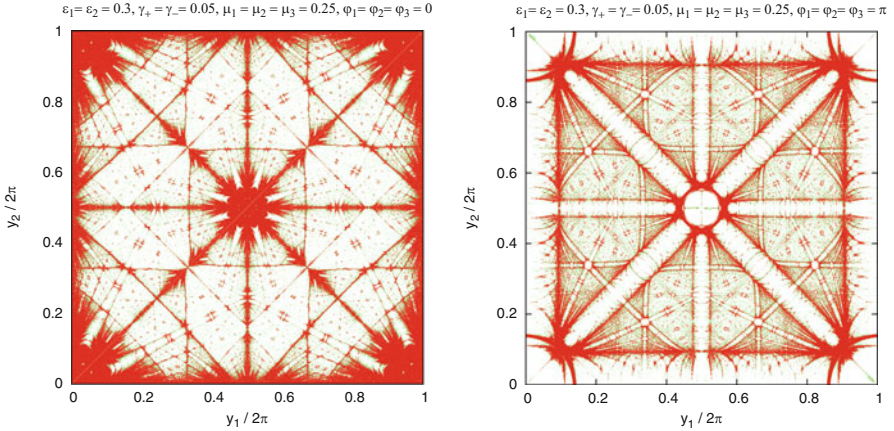 ε₁= ε₂ = 0.3, γ₊ = γ₋= 0.05, μ₁ = μ₂ = μ₃ = 0.25, φ₁= φ₂= φ₃ = 0
1
0.8
0.6
0.4
0.2
0
y₂ / 2π
0.2 0.4 0.6 0.8 1
y₁ / 2π
ε₁= ε₂ = 0.3, γ₊ = γ₋= 0.05, μ₁ = μ₂ = μ₃ = 0.25, φ₁= φ₂= φ₃ = π
1
0.8
0.6
0.4
0.2
0
y₂ / 2π
0 0.2 0.4 0.6 0.8 1
y₁ / 2π